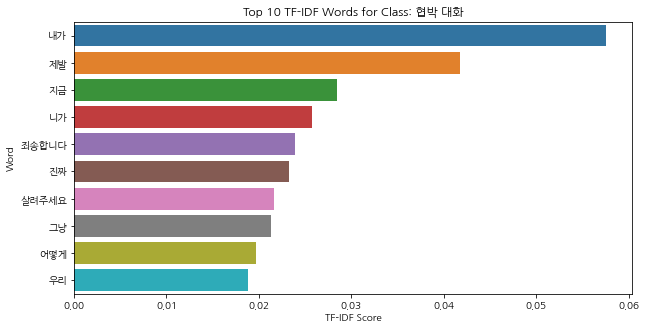 Top 10 TF-IDF Words for Class: 협박 대화
Word
내가
제발
지금
니가
죄송합니다
진짜
살려주세요
그냥
어떻게
우리
0.00 0.01 0.02 0.03 0.04 0.05 0.06
TF-IDF Score